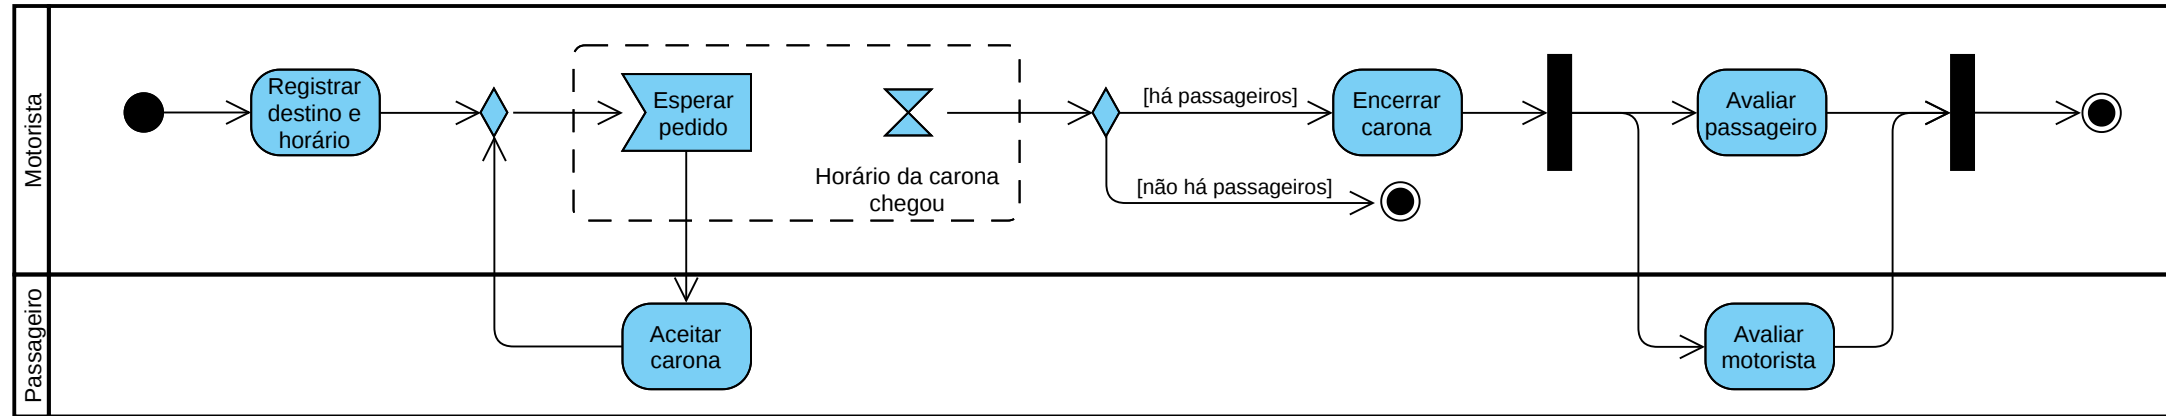 Motorista
Registrar
destino e
horário
Esperar
pedido
Horário da carona
chegou
[há passageiros]
[não há passageiros]
Encerrar
carona
Avaliar
passageiro
Passageiro
Aceitar
carona
Avaliar
motorista